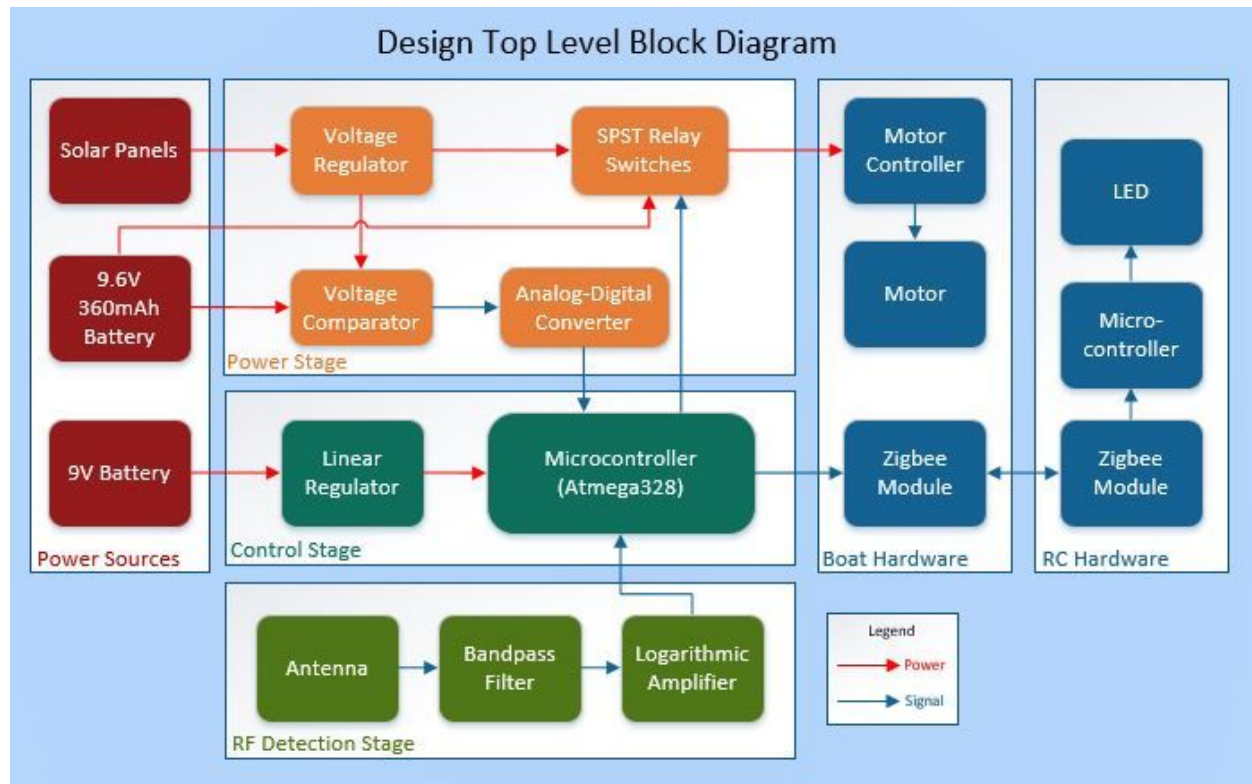 Design Top Level Block Diagram
Solar Panels
9.6V
360mAh
Battery
9V Battery
Power Sources
Voltage
Regulator
SPST Relay
Switches
Voltage
Comparator
Analog-Digital
Converter
Power Stage
Linear
Regulator
Microcontroller
(Atmega328)
Control Stage
Antenna
Bandpass
Filter
Logarithmic
Amplifier
RF Detection Stage
Motor
Controller
Motor
Zigbee
Module
Boat Hardware
LED
Micro-
controller
Zigbee
Module
RC Hardware
Legend
Power
Signal